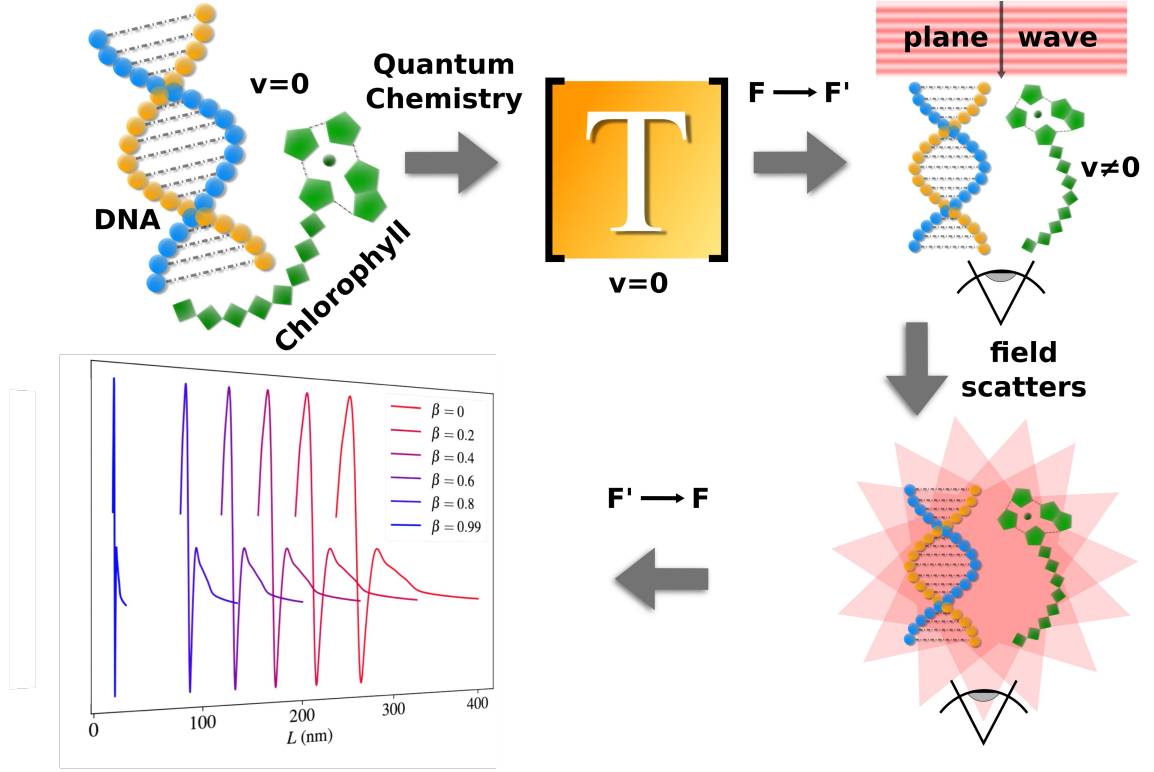 v=0
Quantum
Chemistry
DNA
Chlorophyll
T
v=0
F → F'
plane wave
v≠0
field
scatters
F' → F
β = 0
β = 0.2
β = 0.4
β = 0.6
β = 0.8
β = 0.99
0 100 200 300 400
L (nm)